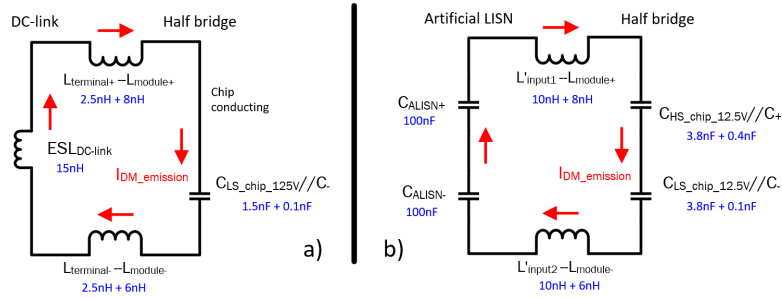 DC-link
Half bridge
Lterminal+ --Lmodule+
2.5nH + 8nH
Chip
conducting
ESLDC-link
15nH
IDM_emission
CLS_chip_125V//C-
1.5nF + 0.1nF
Lterminal- --Lmodule-
2.5nH + 6nH
a)
Artificial LISN
Half bridge
L'input1 --Lmodule+
10nH + 8nH
CALISN+
100nF
CHS_chip_12.5V//C+
3.8nF + 0.4nF
IDM_emission
CALISN-
100nF
CLS_chip_12.5V//C-
3.8nF + 0.1nF
b)
L'input2 --Lmodule-
10nH + 6nH